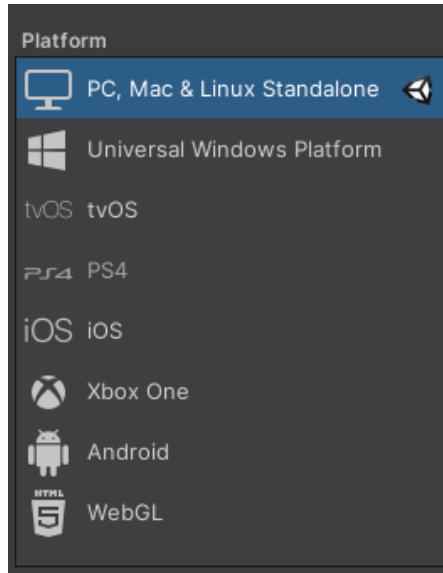 Platform
PC, Mac & Linux Standalone
Universal Windows Platform
tvOS tvOS
PS4 PS4
iOS iOS
Xbox One
Android
HTML
5 WebGL